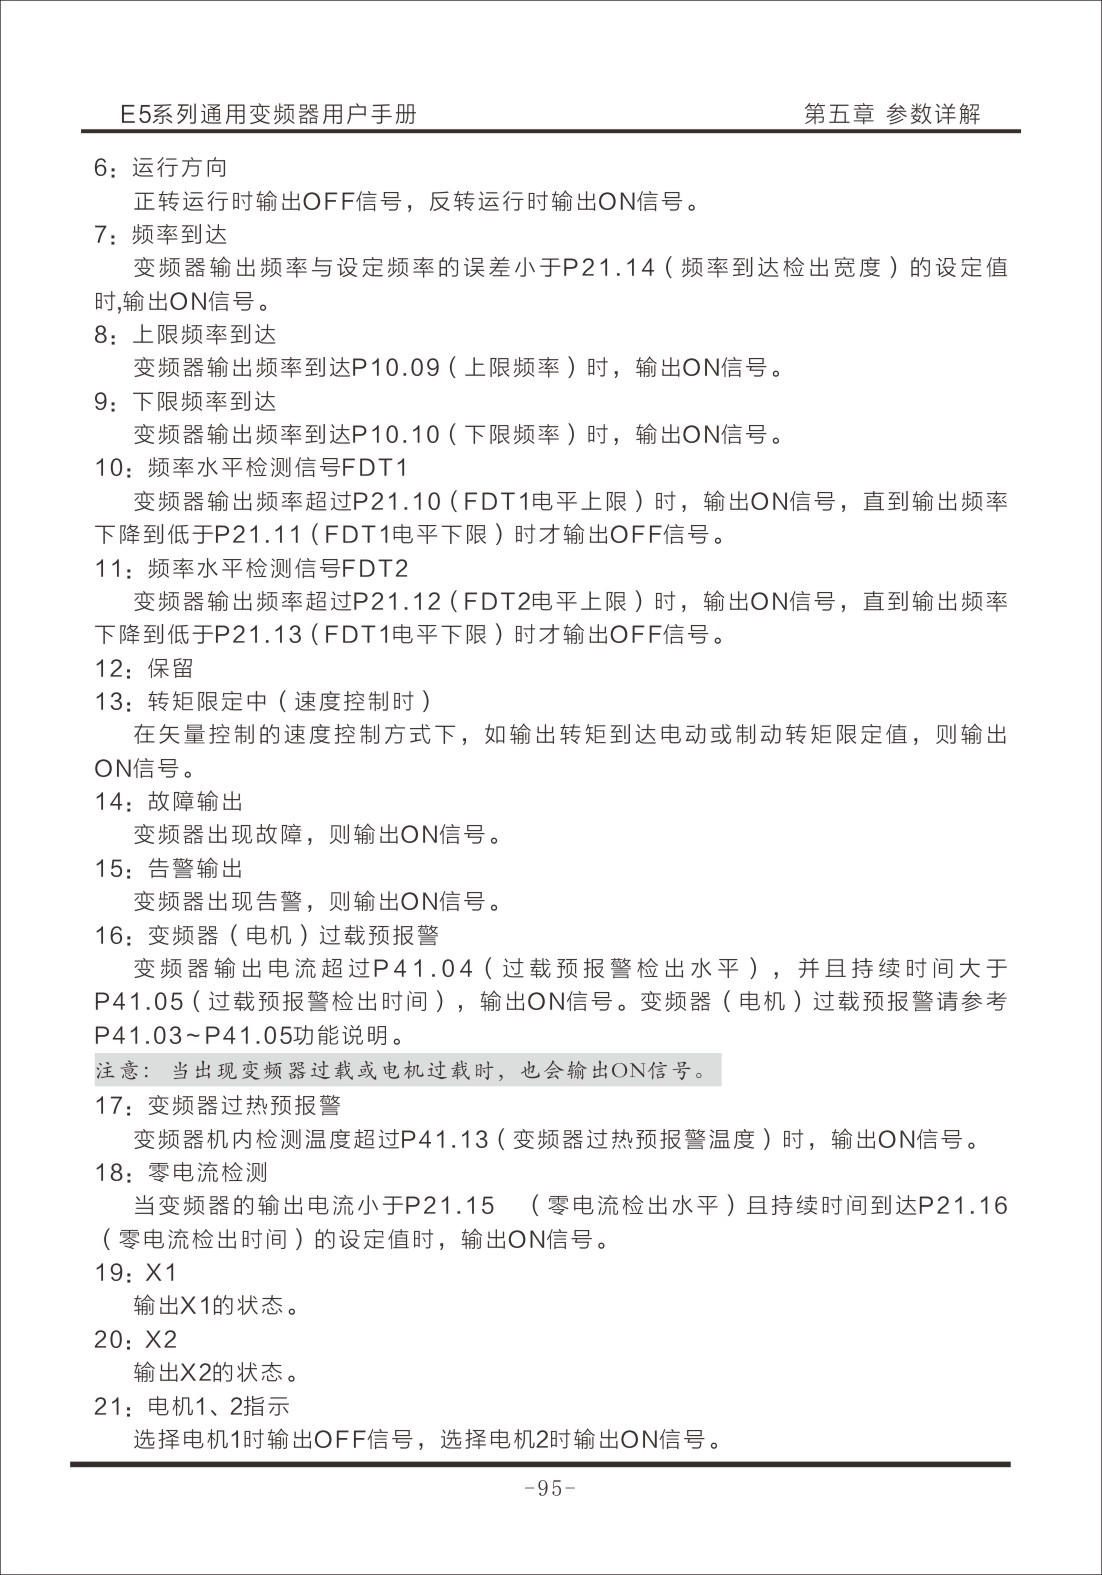 E5系列通用变频器用户手册 第五章 参数详解
6：运行方向
正转运行时输出OFF信号，反转运行时输出ON信号。
7：频率到达
变频器输出频率与设定频率的误差小于P21.14（频率到达检出宽度）的设定值
时,输出ON信号。
8：上限频率到达
变频器输出频率到达P10.09（上限频率）时，输出ON信号。
9：下限频率到达
变频器输出频率到达P10.10（下限频率）时，输出ON信号。
10：频率水平检测信号FDT1
变频器输出频率超过P21.10（FDT1电平上限）时，输出ON信号，直到输出频率
下降到低于P21.11（FDT1电平下限）时才输出OFF信号。
11：频率水平检测信号FDT2
变频器输出频率超过P21.12（FDT2电平上限）时，输出ON信号，直到输出频率
下降到低于P21.13（FDT1电平下限）时才输出OFF信号。
12：保留
13：转矩限定中（速度控制时）
在矢量控制的速度控制方式下，如输出转矩到达电动或制动转矩限定值，则输出
ON信号。
14：故障输出
变频器出现故障，则输出ON信号。
15：告警输出
变频器出现告警，则输出ON信号。
16：变频器（电机）过载预报警
变频器输出电流超过P41.04（过载预报警检出水平），并且持续时间大于
P41.05（过载预报警检出时间），输出ON信号。变频器（电机）过载预报警请参考
P41.03~P41.05功能说明。
注意： 当出现变频器过载或电机过载时，也会输出ON信号。
17：变频器过热预报警
变频器机内检测温度超过P41.13（变频器过热预报警温度）时，输出ON信号。
18：零电流检测
当变频器的输出电流小于P21.15 （零电流检出水平）且持续时间到达P21.16
（零电流检出时间）的设定值时，输出ON信号。
19：X1
输出X1的状态。
20：X2
输出X2的状态。
21：电机1、2指示
选择电机1时输出OFF信号，选择电机2时输出ON信号。
-95-